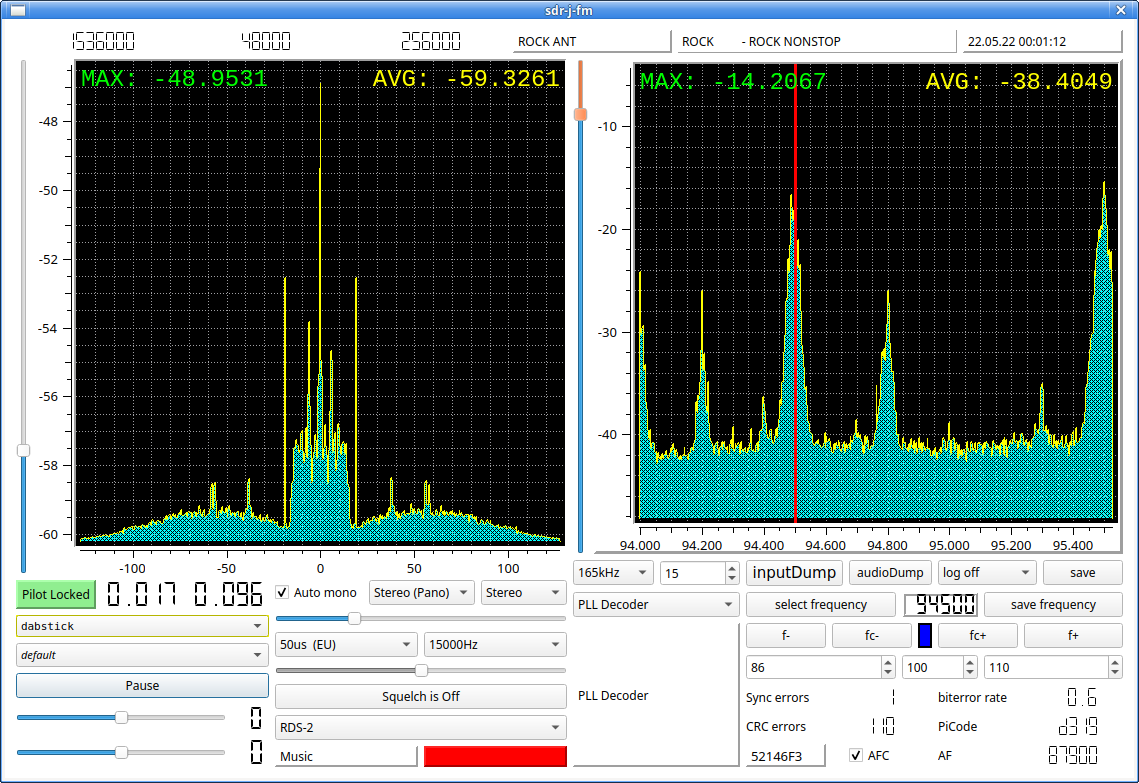 sdr-j-fm
1536000 48000 256000 ROCK ANT ROCK - ROCK NONSTOP 22.05.22 00:01:12
MAX: -48.9531 AVG: -59.3261
MAX: -14.2067 AVG: -38.4049
-48
-50
-52
-54
-56
-58
-60
-100 -50 0 50 100
-10
-20
-30
-40
94.000 94.200 94.400 94.600 94.800 95.000 95.200 95.400
Pilot Locked 0.017 0.096 Auto mono Stereo (Pano) Stereo
dabstick
default
Pause
0
0
50us (EU) 15000Hz
Squelch is Off
RDS-2
Music
165kHz 15 inputDump audioDump log off save
PLL Decoder select frequency 94500 save frequency
f- fc- fc+ f+
86 100 110
PLL Decoder
Sync errors 1 biterror rate 0.6
CRC errors 110 PiCode d319
52146F3 AFC AF 87900